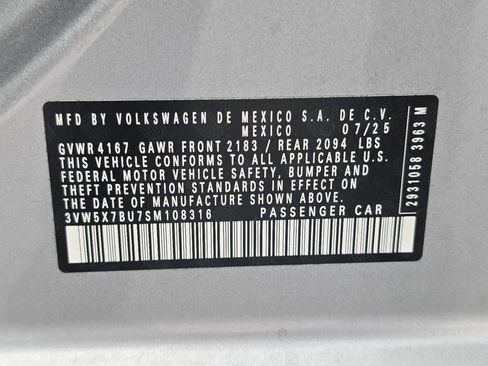 MFD BY VOLKSWAGEN DE MEXICO S.A. DE C.V.
MEXICO 07/25
GVWR 4167 GAWR FRONT 2183 / REAR 2094 LBS
THIS VEHICLE CONFORMS TO ALL APPLICABLE U.S.
FEDERAL MOTOR VEHICLE SAFETY, BUMPER AND
THEFT PREVENTION STANDARDS IN EFFECT ON
THE DATE OF MANUFACTURE SHOWN ABOVE.
3VW5X7BU7SM108316 PASSENGER CAR
2931058 3963 M